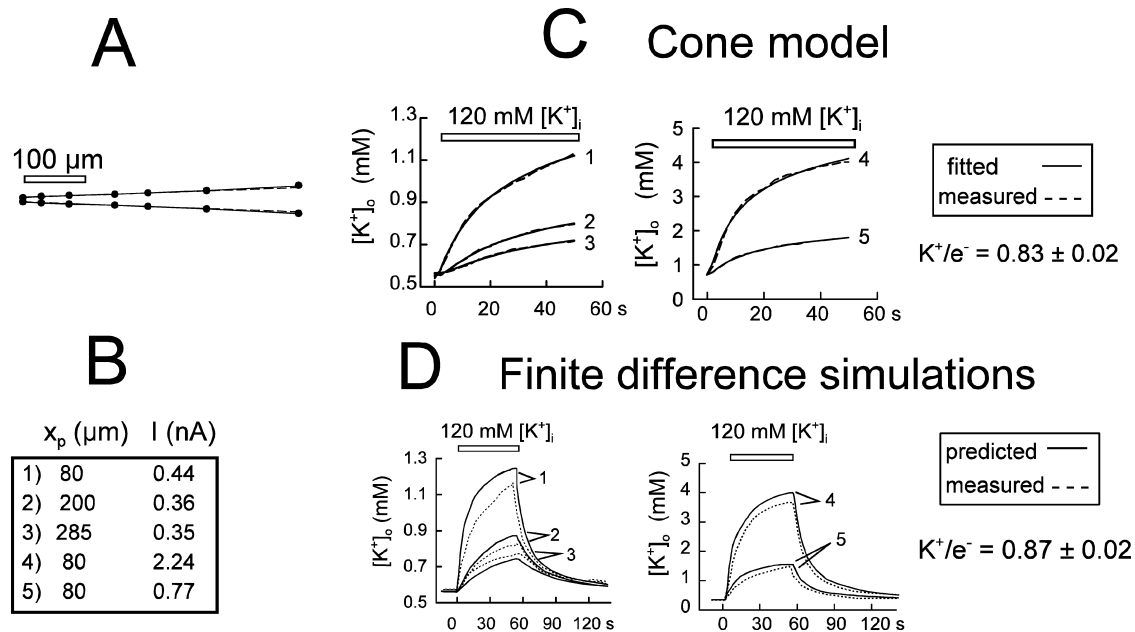 A
100 µm
B
xp (µm) I (nA)
1) 80 0.44
2) 200 0.36
3) 285 0.35
4) 80 2.24
5) 80 0.77
C Cone model
120 mM [K+]i
[K+]o (mM)
1.3
1.1
0.9
0.7
0.5
0 20 40 60 s
1
2
3
120 mM [K+]i
[K+]o (mM)
5
4
3
2
1
0
0 20 40 60 s
4
5
fitted
measured
K+/e- = 0.83 ± 0.02
D Finite difference simulations
120 mM [K+]i
[K+]o (mM)
1.3
1.1
0.9
0.7
0.5
0 30 60 90 120 s
1
2
3
120 mM [K+]i
[K+]o (mM)
5
4
3
2
1
0
0 30 60 90 120 s
4
5
predicted
measured
K+/e- = 0.87 ± 0.02